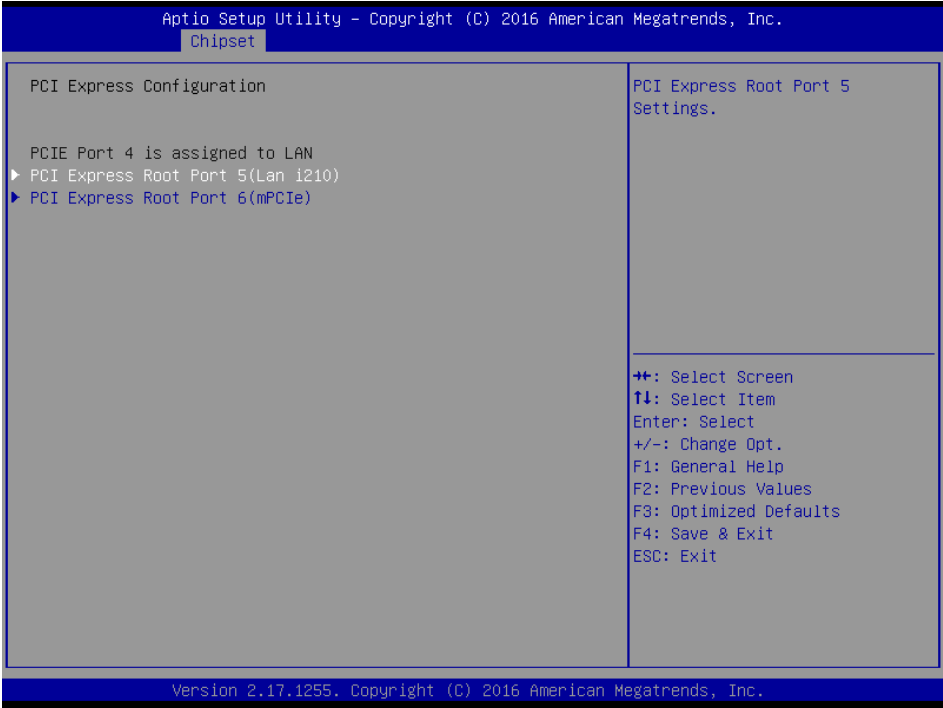 Aptio Setup Utility – Copyright (C) 2016 American Megatrends, Inc.
Chipset
PCI Express Configuration
PCIE Port 4 is assigned to LAN
PCI Express Root Port 5(Lan i210)
PCI Express Root Port 6(mPCIe)
PCI Express Root Port 5
Settings.
→←: Select Screen
↑↓: Select Item
Enter: Select
+/-: Change Opt.
F1: General Help
F2: Previous Values
F3: Optimized Defaults
F4: Save & Exit
ESC: Exit
Version 2.17.1255. Copyright (C) 2016 American Megatrends, Inc.